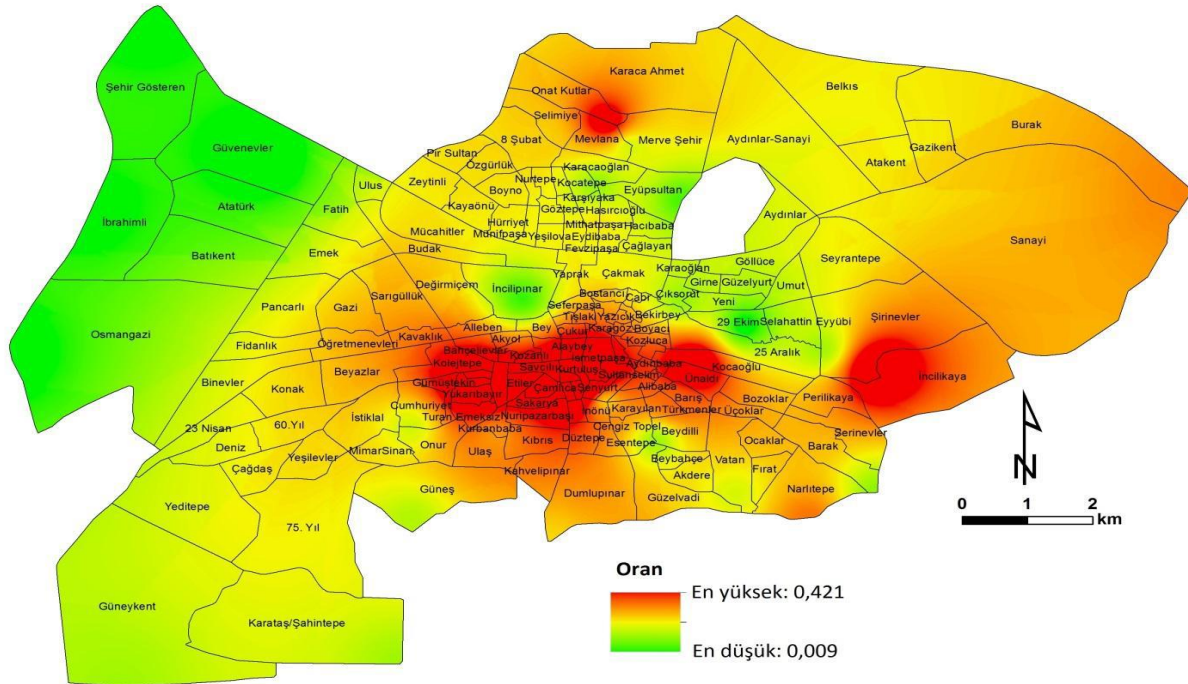 Karaca Ahmet
Şehir Gösteren
Onat Kutlar
Belkıs
Selimiye
Burak
8 Şubat
Mevlana
Merve Şehir
Aydınlar-Sanayi
Güvenevler
Gazikent
Pir Sultan
Özgürlük
Atakent
Karacaoğlan
Nurtepe
Ulus
Zeytinli
Kocatepe
Boyno
Eyüpsultan
Karşıyaka
Atatürk
Fatih
Kayaönü
Göztepe
Hasırcıoğlu
Aydınlar
İbrahimli
Hürriyet
Mithatpaşa
Hacıbaba
Mücahitler
Münifpaşa
Yeşilova
Eydibaba
Sanayi
Batıkent
Emek
Budak
Fevzipaşa
Çağlayan
Seyrantepe
Yaprak
Çakmak
Karaoğlan
Göllüce
Değirmiçem
İncilipınar
Girne
Güzelyurt
Umut
Sarıgüllük
Çıksorut
Bostancı
Pancarlı
Gazi
Seferpaşa
Çabi
Yeni
Tışlaki
Yazıcık
Bekirbey
Şirinevler
Osmangazi
Alleben
Bey
Çukur
Karagöz
Boyacı
29 Ekim
Selahattin Eyyübi
Kavaklık
Akyol
Kozluca
Fidanlık
Öğretmenevleri
Alaybey
Bahçelievler
Kozanlı
İsmetpaşa
25 Aralık
Kolejtepe
Savcılı
Kurtuluş
Aydınbaba
Kocaoğlu
Beyazlar
Sultanselim
Ünaldı
İncilikaya
Binevler
Konak
Gümüştekin
Etiler
Çamlıca
Şenyurt
Alibaba
Yukarıbayır
Barış
Bozoklar
Perilikaya
Cumhuriyet
Sakarya
İnönü
Karayılan
Türkmenler
Üçoklar
İstiklal
Turan Emeksiz
Nuripazarbaşı
23 Nisan
60.Yıl
Kurbanbaba
Cengiz Topel
Beydilli
Serinevler
Deniz
Yeşilevler
MimarSinan
Onur
Ulaş
Kıbrıs
Düztepe
Esentepe
Ocaklar
Barak
Çağdaş
Beybahçe
Vatan
Kahvelipınar
Akdere
Fırat
Güneş
Dumlupınar
Güzelvadi
Narlıtepe
Yeditepe
75. Yıl
Güneykent
Karataş/Şahintepe
N
0 1 2
km
Oran
En yüksek: 0,421
En düşük: 0,009